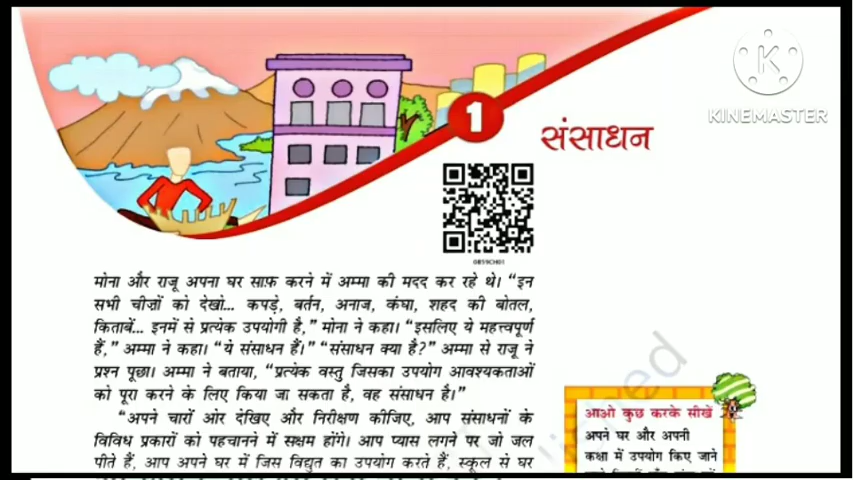 KINEMASTER
1
संसाधन
0859CH01
मोना और राजू अपना घर साफ़ करने में अम्मा की मदद कर रहे थे। “इन
सभी चीज़ों को देखो... कपड़े, बर्तन, अनाज, कंघा, शहद की बोतल,
किताबें... इनमें से प्रत्येक उपयोगी है,” मोना ने कहा। “इसलिए ये महत्त्वपूर्ण
हैं,” अम्मा ने कहा। “ये संसाधन हैं।” “संसाधन क्या है?” अम्मा से राजू ने
प्रश्न पूछा। अम्मा ने बताया, “प्रत्येक वस्तु जिसका उपयोग आवश्यकताओं
को पूरा करने के लिए किया जा सकता है, वह संसाधन है।”
“अपने चारों ओर देखिए और निरीक्षण कीजिए, आप संसाधनों के
विविध प्रकारों को पहचानने में सक्षम होंगे। आप प्यास लगने पर जो जल
पीते हैं, आप अपने घर में जिस विद्युत का उपयोग करते हैं, स्कूल से घर
आओ कुछ करके सीखें
अपने घर और अपनी
कक्षा में उपयोग किए जाने